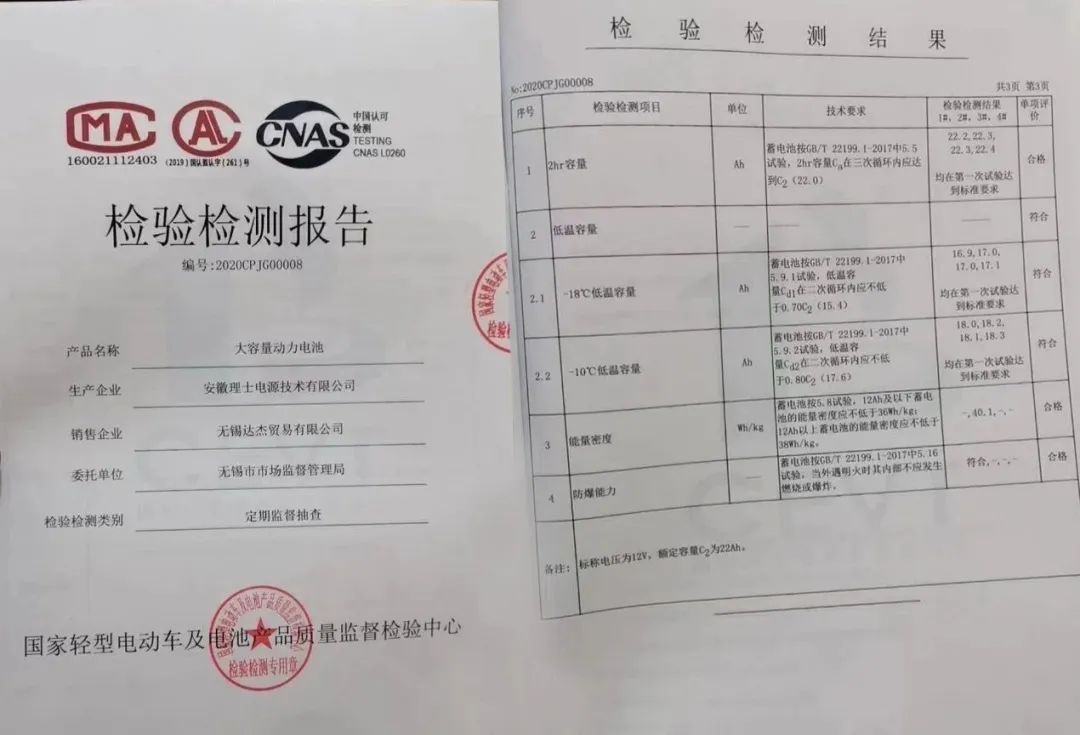 MA
160021112403
AL
(2019)国认监认字(261)号
CNAS
中国认可
检测
TESTING
CNAS L0260
检验检测报告
编号:2020CPJG00008
产品名称 大容量动力电池
生产企业 安徽理士电源技术有限公司
销售企业 无锡达杰贸易有限公司
委托单位 无锡市市场监督管理局
检验检测类别 定期监督抽查
国家轻型电动车及电池产品质量监督检验中心
检验检测专用章
检验检测结果
No:2020CPJG00008 共3页 第3页
序号 检验检测项目 单位 技术要求 检验检测结果 1#, 2#, 3#, 4# 单项评价
1 2hr容量 Ah 蓄电池按GB/T 22199.1-2017中5.5
试验，2hr容量Ca在三次循环内应达
到C2（22.0）
22.2, 22.3,
22.3, 22.4
均在第一次试验达
到标准要求
合格
2 低温容量 —— —— —— 符合
2.1 -18℃低温容量 Ah 蓄电池按GB/T 22199.1-2017中
5.9.1试验，低温容
量Cd1在二次循环内应不低
于0.70C2（15.4）
16.9, 17.0,
17.0, 17.1
均在第一次试验达
到标准要求
符合
2.2 -10℃低温容量 Ah 蓄电池按GB/T 22199.1-2017中
5.9.2试验，低温容
量Cd2在二次循环内应不低
于0.80C2（17.6）
18.0, 18.2,
18.1, 18.3
均在第一次试验达
到标准要求
符合
3 能量密度 Wh/kg 蓄电池按5.8试验，12Ah及以下蓄电
池的能量密度应不低于36Wh/kg；
12Ah以上蓄电池的能量密度应不低于
38Wh/kg。
-, 40.1, -, -
合格
4 防爆能力 —— 蓄电池按GB/T 22199.1-2017中5.16
试验，当外遇明火时其内部不应发生
燃烧或爆炸。
符合, -, -, -
合格
备注： 标称电压为12V，额定容量C2为22Ah。